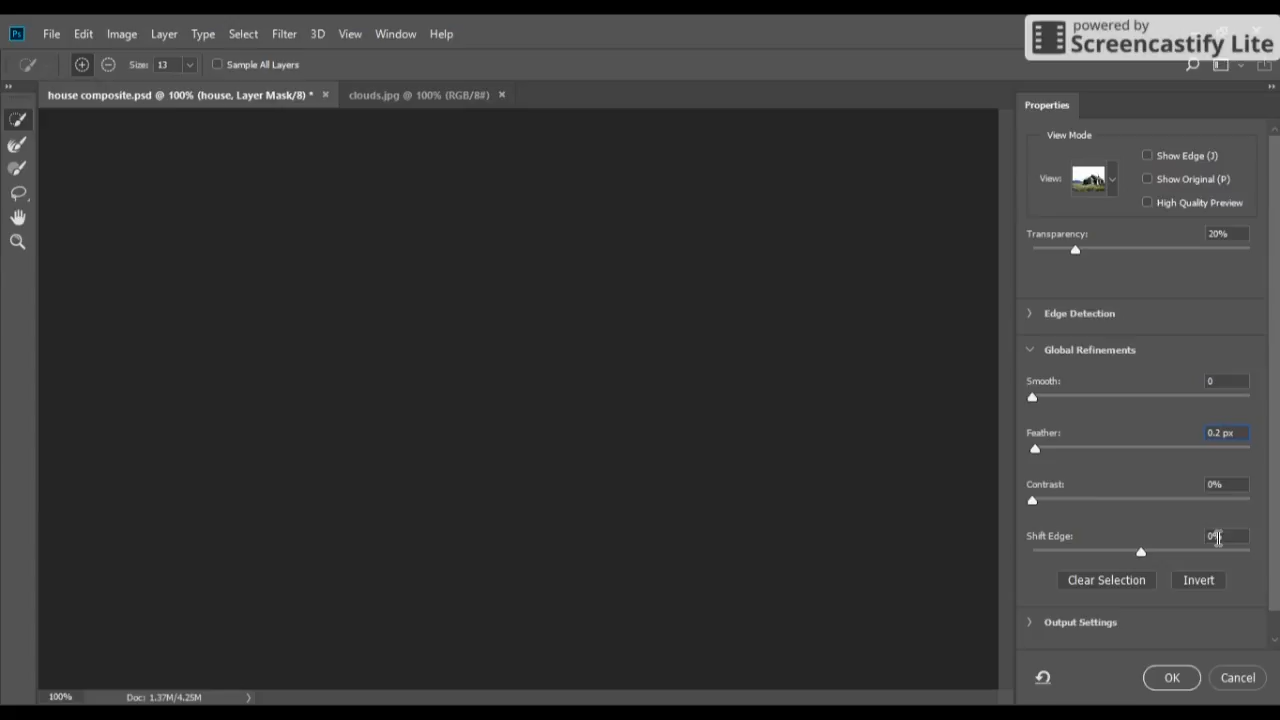 powered by
Screencastify Lite
Ps File Edit Image Layer Type Select Filter 3D View Window Help
Size: 13 Sample All Layers
house composite.psd @ 100% (house, Layer Mask/8) * × clouds.jpg @ 100% (RGB/8#) ×
Properties
View Mode
Show Edge (J)
View: Show Original (P)
High Quality Preview
Transparency: 20%
Edge Detection
Global Refinements
Smooth: 0
Feather: 0.2 px
Contrast: 0%
Shift Edge: 0%
Clear Selection Invert
Output Settings
OK Cancel
100% Doc: 1.37M/4.25M